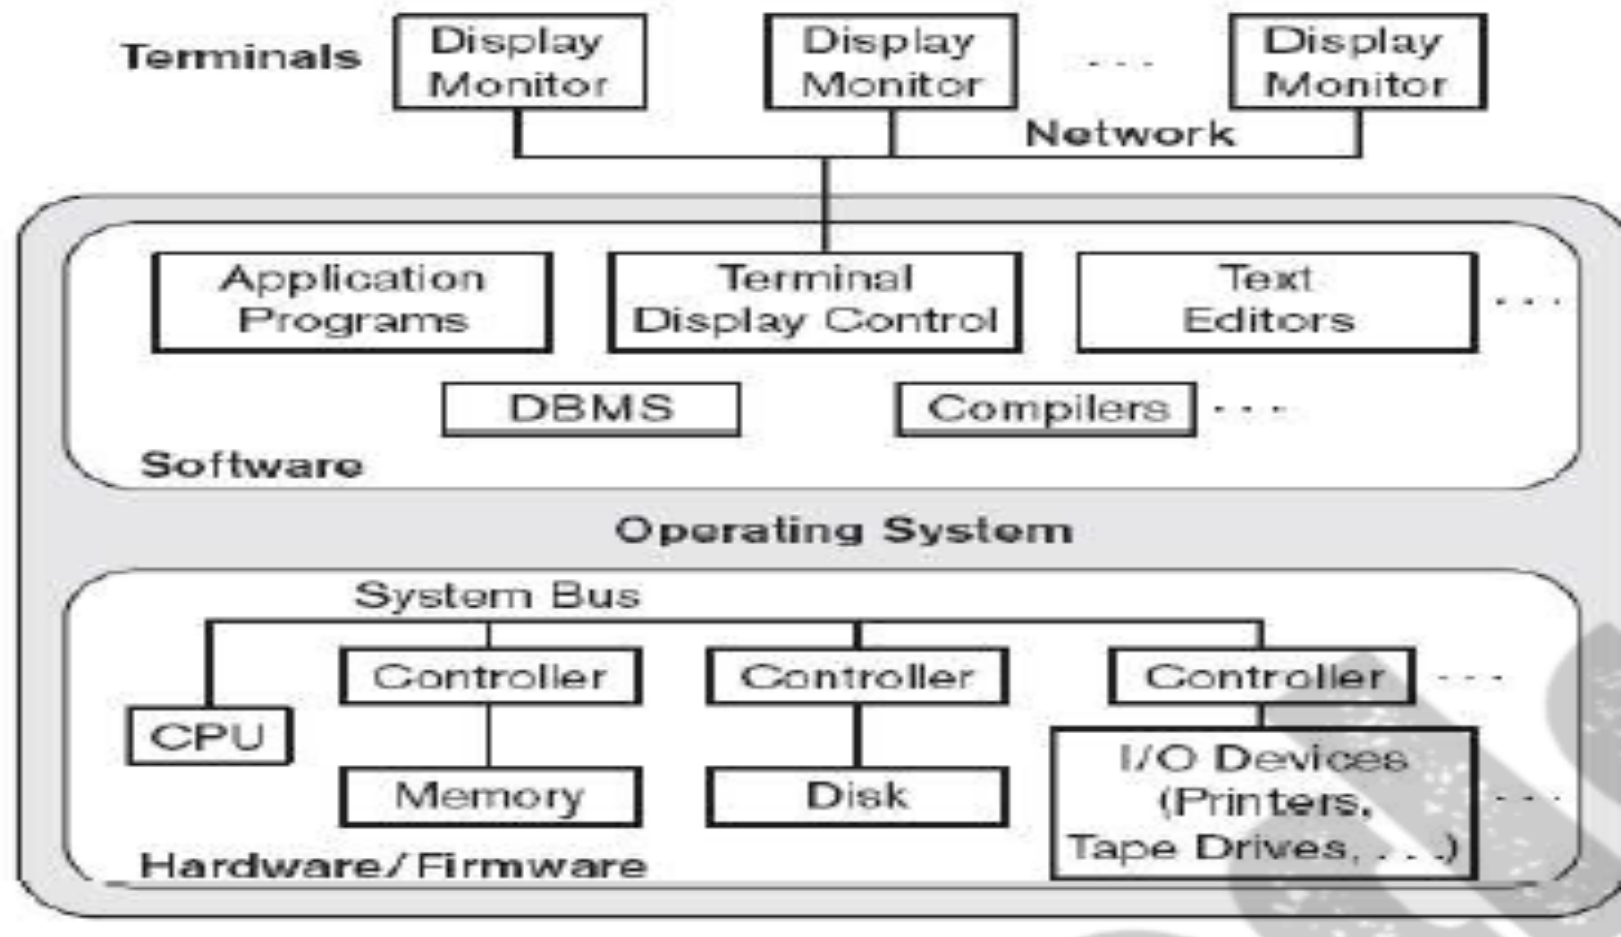 Terminals
Display Monitor
Display Monitor
. . .
Display Monitor
Network
Application Programs
Terminal Display Control
Text Editors
. . .
DBMS
Compilers
. . .
Software
Operating System
System Bus
Controller
Controller
Controller
. . .
CPU
Memory
Disk
I/O Devices
(Printers,
Tape Drives, . . .)
. . .
Hardware/Firmware